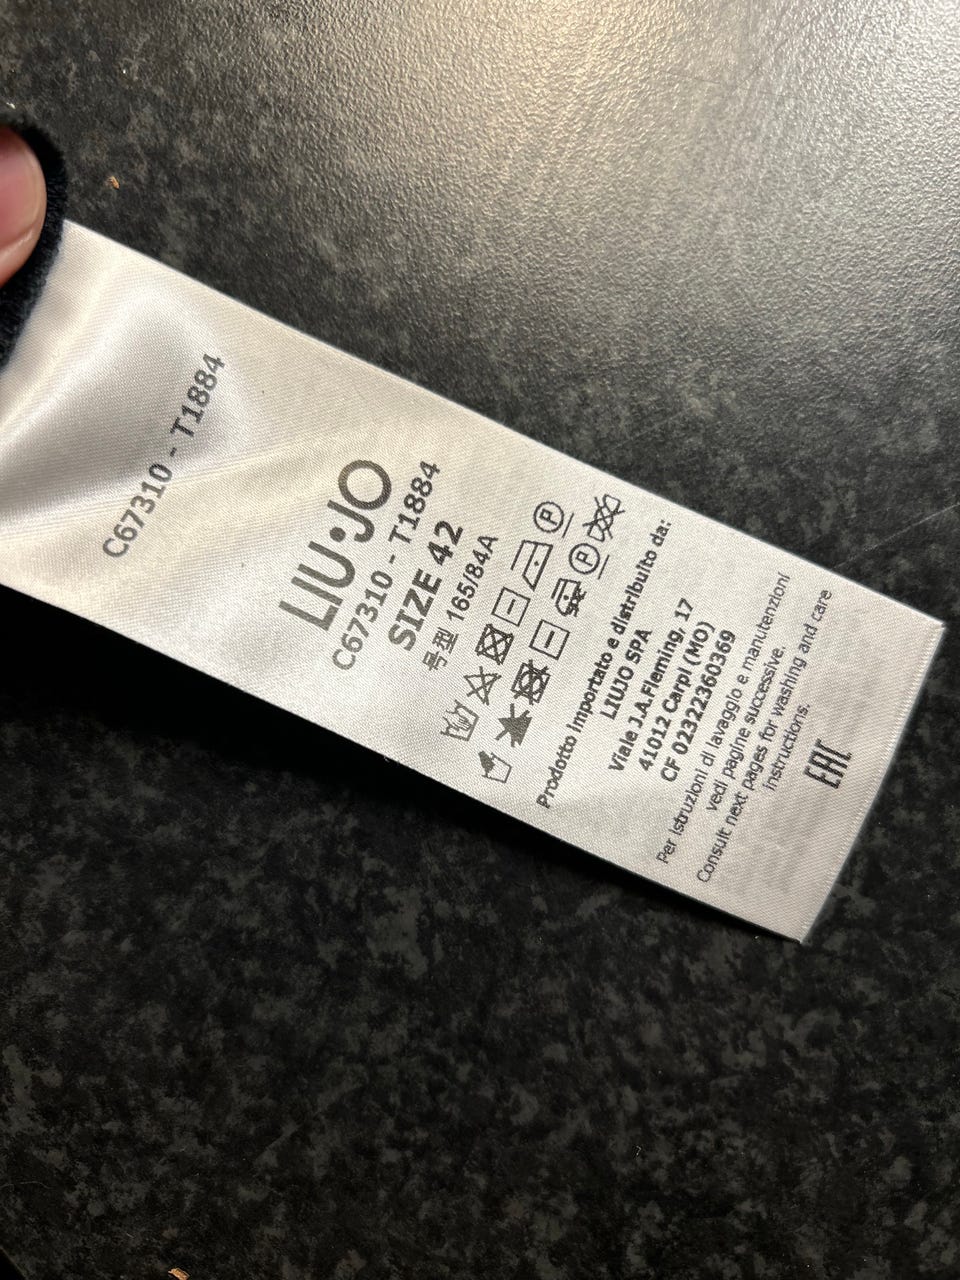 C67310 - T1884
LIU•JO
C67310 - T1884
SIZE 42
号型 165/84A
P
P
Prodotto importato e distribuito da:
LIUJO SPA
Viale J.A.Fleming, 17
41012 Carpi (MO)
CF 02322360369
Per istruzioni di lavaggio e manutenzioni
vedi pagine successive.
Consult next pages for washing and care
instructions.
EAC